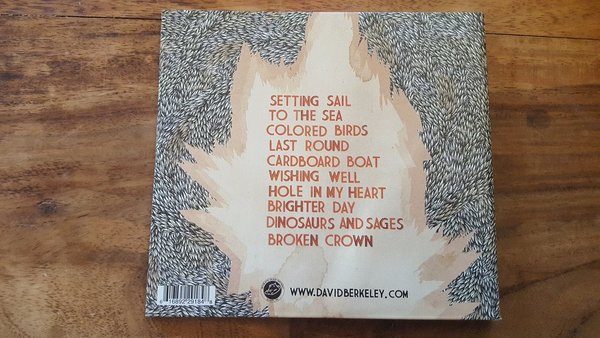 SETTING SAIL
TO THE SEA
COLORED BIRDS
LAST ROUND
CARDBOARD BOAT
WISHING WELL
HOLE IN MY HEART
BRIGHTER DAY
DINOSAURS AND SAGES
BROKEN CROWN
WWW.DAVIDBERKELEY.COM